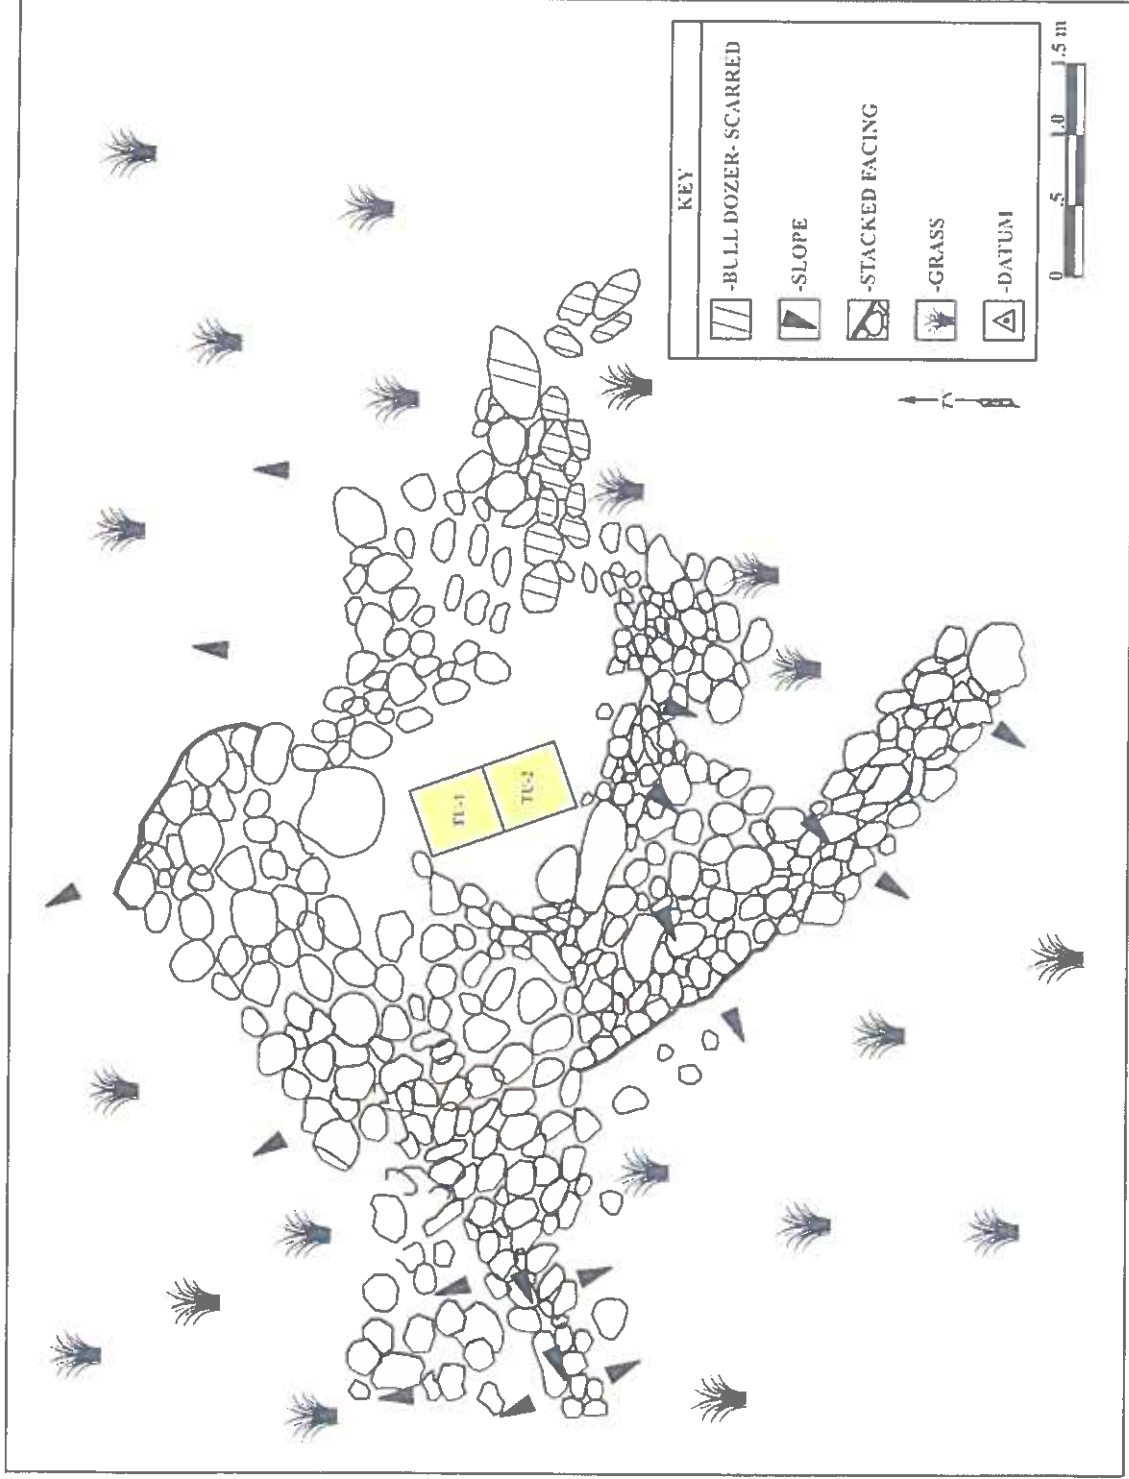 TU-1
TU-2
KEY
-BULL DOZER- SCARRED
-SLOPE
-STACKED FACING
-GRASS
-DATUM
0 .5 1.0 1.5 m